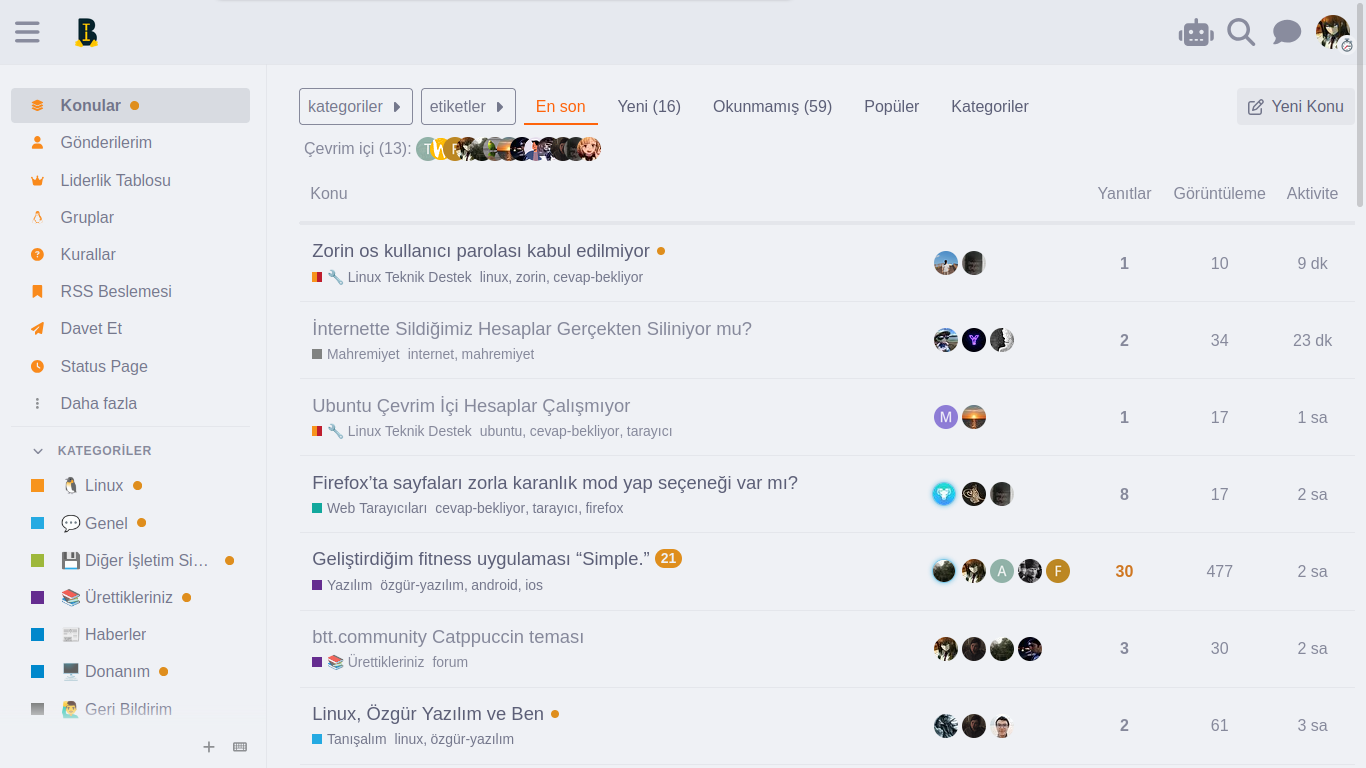 Konular
Gönderilerim
Liderlik Tablosu
Gruplar
Kurallar
RSS Beslemesi
Davet Et
Status Page
Daha fazla
KATEGORİLER
Linux
Genel
Diğer İşletim Si…
Ürettikleriniz
Haberler
Donanım
Geri Bildirim
kategoriler etiketler En son Yeni (16) Okunmamış (59) Popüler Kategoriler Yeni Konu
Çevrim içi (13):
Konu Yanıtlar Görüntüleme Aktivite
Zorin os kullanıcı parolası kabul edilmiyor 1 10 9 dk
Linux Teknik Destek linux, zorin, cevap-bekliyor
İnternette Sildiğimiz Hesaplar Gerçekten Siliniyor mu? 2 34 23 dk
Mahremiyet internet, mahremiyet
Ubuntu Çevrim İçi Hesaplar Çalışmıyor M 1 17 1 sa
Linux Teknik Destek ubuntu, cevap-bekliyor, tarayıcı
Firefox’ta sayfaları zorla karanlık mod yap seçeneği var mı? 8 17 2 sa
Web Tarayıcıları cevap-bekliyor, tarayıcı, firefox
Geliştirdiğim fitness uygulaması “Simple.” 21 A F 30 477 2 sa
Yazılım özgür-yazılım, android, ios
btt.community Catppuccin teması 3 30 2 sa
Ürettikleriniz forum
Linux, Özgür Yazılım ve Ben 2 61 3 sa
Tanışalım linux, özgür-yazılım